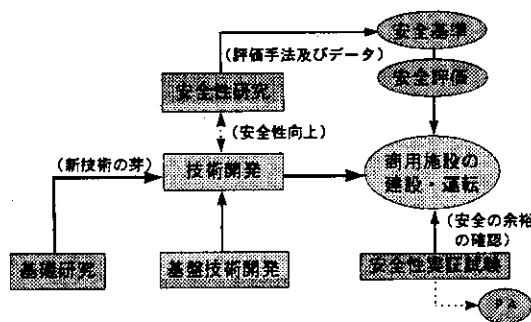 安全基準
(評価手法及びデータ)
安全評価
安全性研究
(安全性向上)
商用施設の
建設・運転
(新技術の芽)
技術開発
(安全の余裕
の確認)
基礎研究
基盤技術開発
安全性実証試験
PA